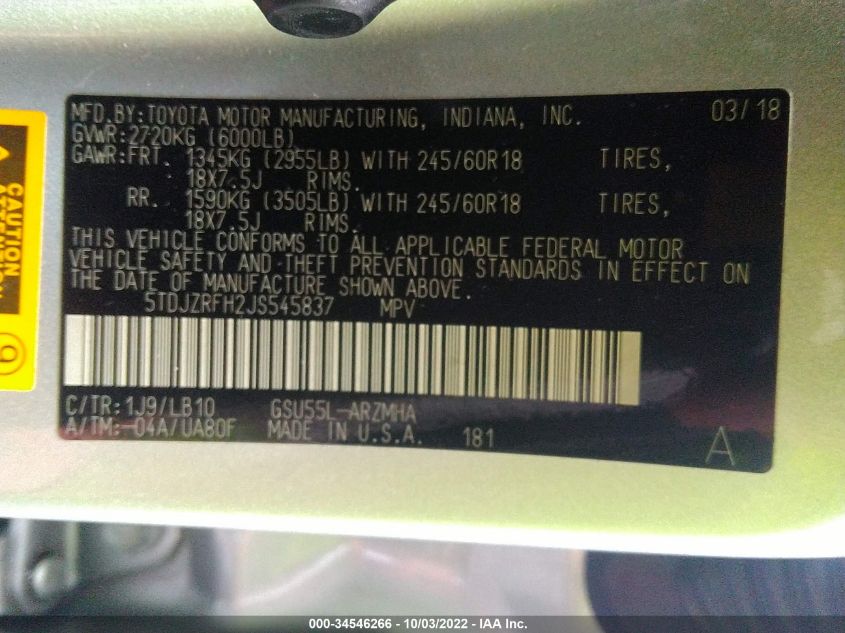 MFD.BY:TOYOTA MOTOR MANUFACTURING, INDIANA, INC. 03/18
GVWR:2720KG (6000LB)
GAWR:FRT. 1345KG (2955LB) WITH 245/60R18 TIRES,
18X7.5J RIMS.
RR. 1590KG (3505LB) WITH 245/60R18 TIRES,
18X7.5J RIMS.
THIS VEHICLE CONFORMS TO ALL APPLICABLE FEDERAL MOTOR
VEHICLE SAFETY AND THEFT PREVENTION STANDARDS IN EFFECT ON
THE DATE OF MANUFACTURE SHOWN ABOVE.
5TDJZRFH2JS545837 MPV
C/TR:1J9/LB10 GSU55L-ARZMHA
A/TM:-04A/UA80F MADE IN U.S.A. 181
A
CAUTION
9
000-34546266 - 10/03/2022 - IAA Inc.